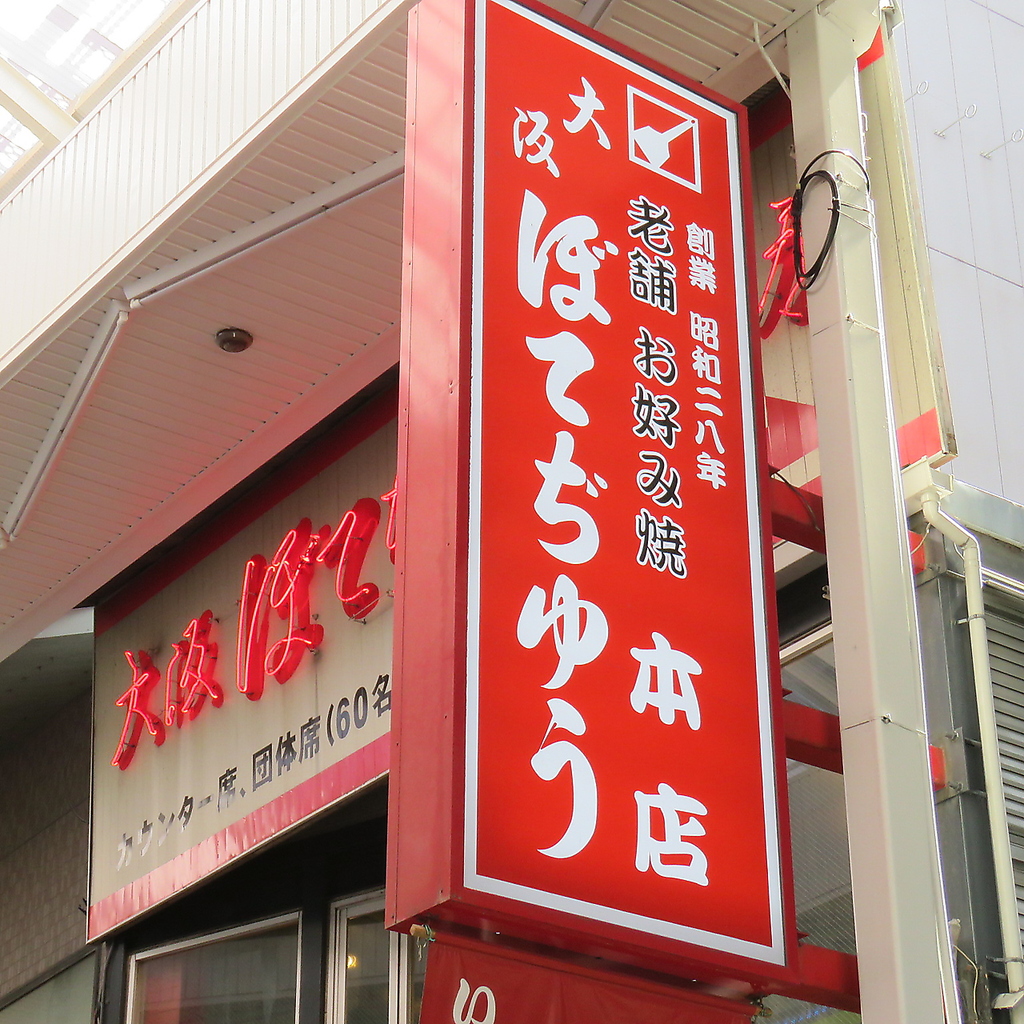 創業 昭和二八年
老舗 お好み焼
本店
大阪
ぼてぢゅう
大阪 ぼて
カウンター席、団体席(60名
い